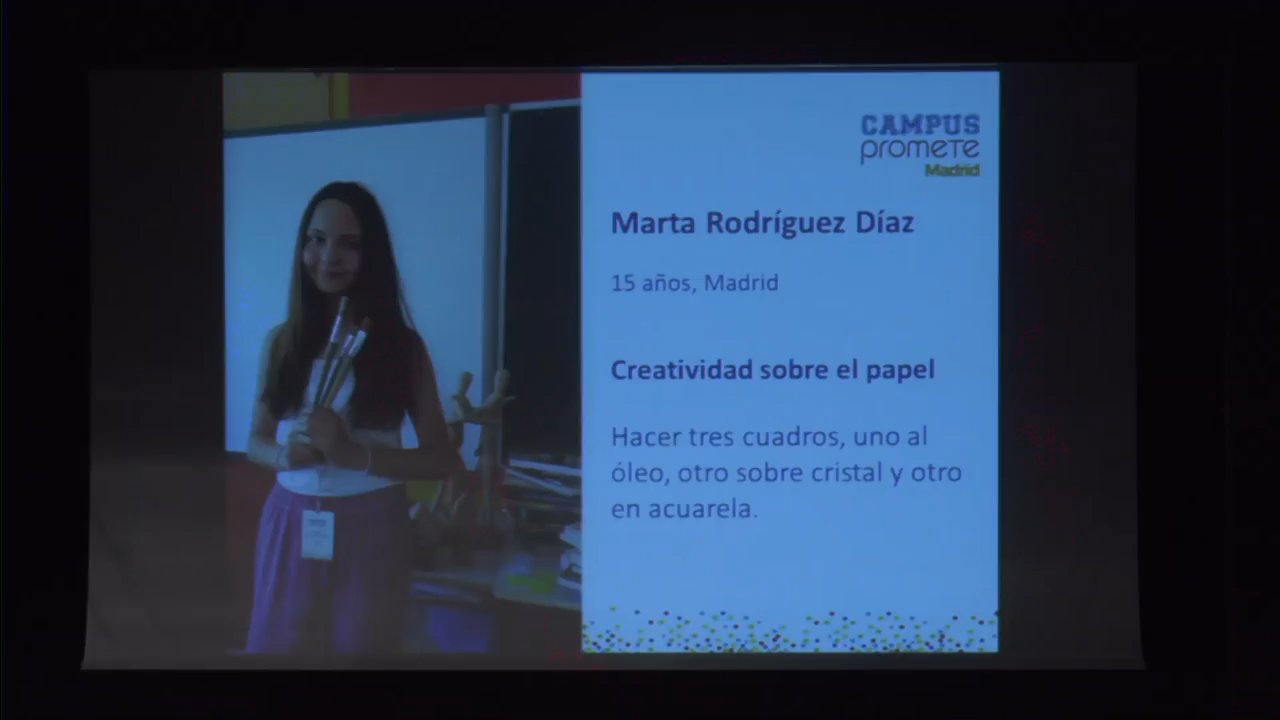 CAMPUS
promete
Madrid
Marta Rodríguez Díaz
15 años, Madrid
Creatividad sobre el papel
Hacer tres cuadros, uno al
óleo, otro sobre cristal y otro
en acuarela.